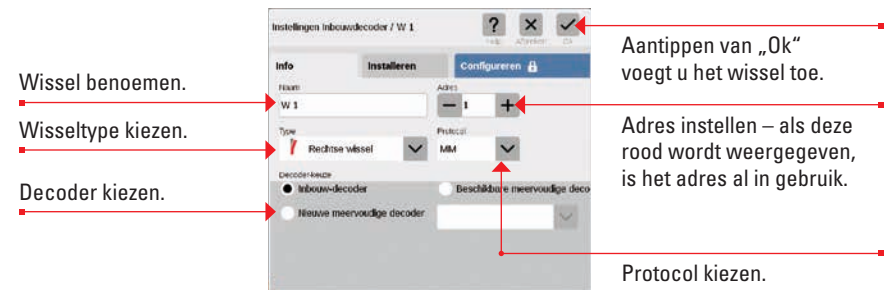 Instellingen Inbouwdecoder / W 1
Help Afbreken Ok
Info Installeren Configureren
Naam Adres
W 1 1
Type Protocol
Rechtse wissel MM
Decoderkeuze
Inbouw-decoder Beschikbare meervoudige deco
Nieuwe meervoudige decoder
Wissel benoemen.
Wisseltype kiezen.
Decoder kiezen.
Aantippen van „Ok“
voegt u het wissel toe.
Adres instellen – als deze
rood wordt weergegeven,
is het adres al in gebruik.
Protocol kiezen.